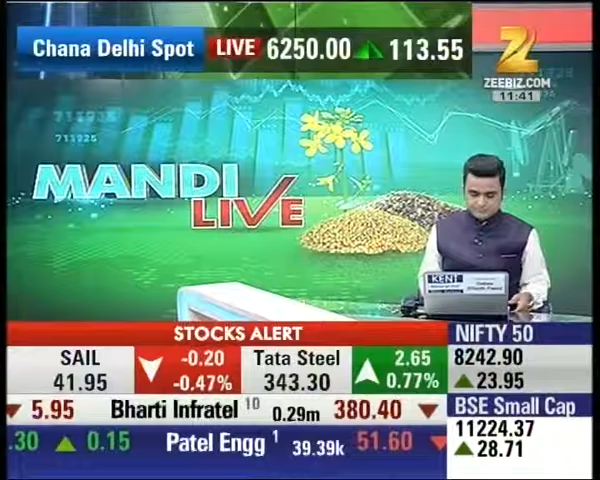 Chana Delhi Spot LIVE 6250.00 113.55
Z
ZEEBIZ.COM
11:41
711925
MANDI
LIVE
KENT
STOCKS ALERT
NIFTY 50
SAIL -0.20 Tata Steel 2.65 8242.90
41.95 -0.47% 343.30 0.77% 23.95
5.95 Bharti Infratel 10 0.29m 380.40 BSE Small Cap
.30 0.15 Patel Engg 1 39.39k 51.60 11224.37
28.71